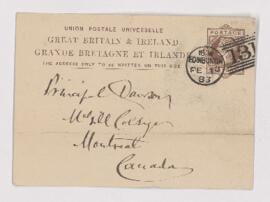 UNION POSTALE UNIVERSELLE
GREAT BRITAIN & IRELAND
GRANDE BRETAGNE ET IRLANDE
THE ADDRESS ONLY TO BE WRITTEN ON THIS SIDE
EDINBURGH
FE 19
83
131
Principal Dawson
McGill College
Montreal
Canada